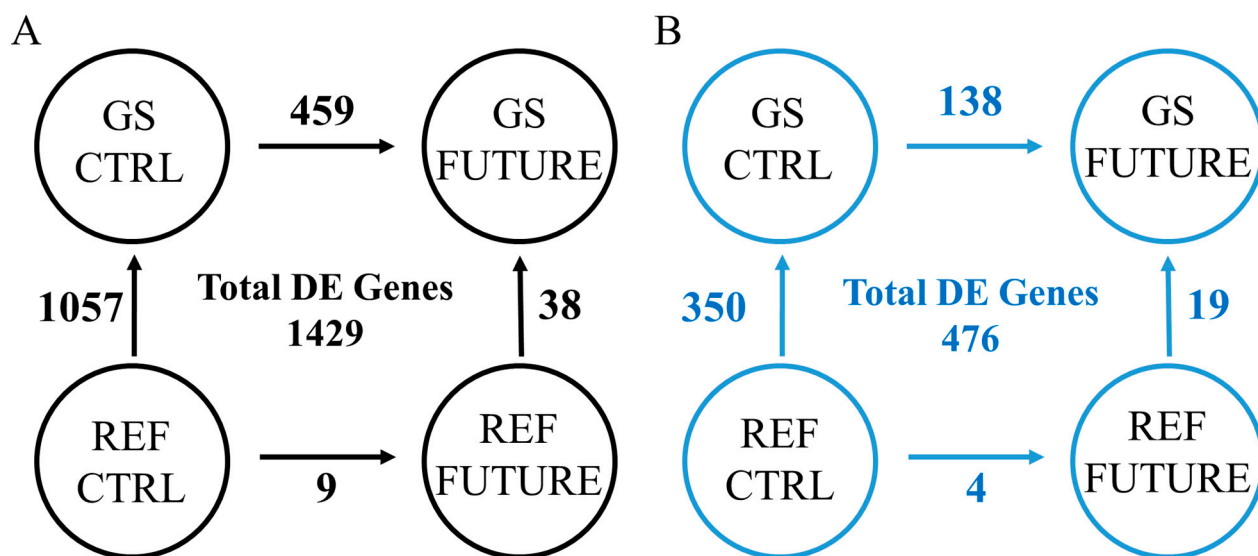 A
GS
CTRL
459
GS
FUTURE
1057
Total DE Genes
1429
38
REF
CTRL
9
REF
FUTURE
B
GS
CTRL
138
GS
FUTURE
350
Total DE Genes
476
19
REF
CTRL
4
REF
FUTURE